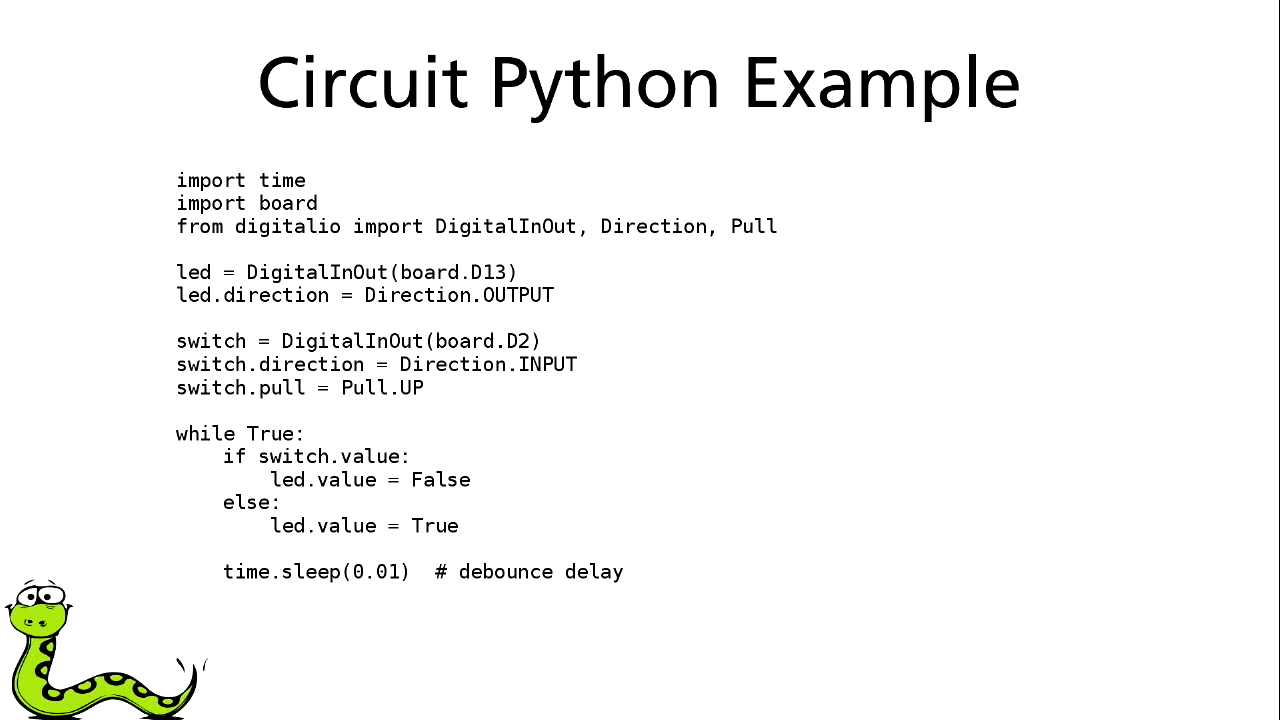 Circuit Python Example
import time
import board
from digitalio import DigitalInOut, Direction, Pull
led = DigitalInOut(board.D13)
led.direction = Direction.OUTPUT
switch = DigitalInOut(board.D2)
switch.direction = Direction.INPUT
switch.pull = Pull.UP
while True:
    if switch.value:
        led.value = False
    else:
        led.value = True
    time.sleep(0.01)  # debounce delay